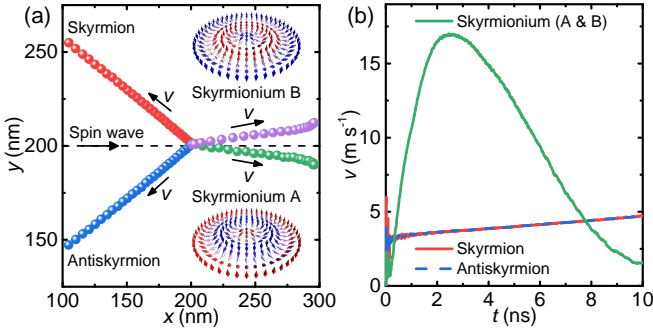 (a)
Skyrmion
v
Skyrmionium B
v
Spin wave
v
v
Skyrmionium A
Antiskyrmion
250
200
150
y (nm)
100 150 200 250 300
x (nm)
(b)
Skyrmionium (A & B)
Skyrmion
Antiskyrmion
15
10
5
0
v (m s⁻¹)
0 2 4 6 8 10
t (ns)